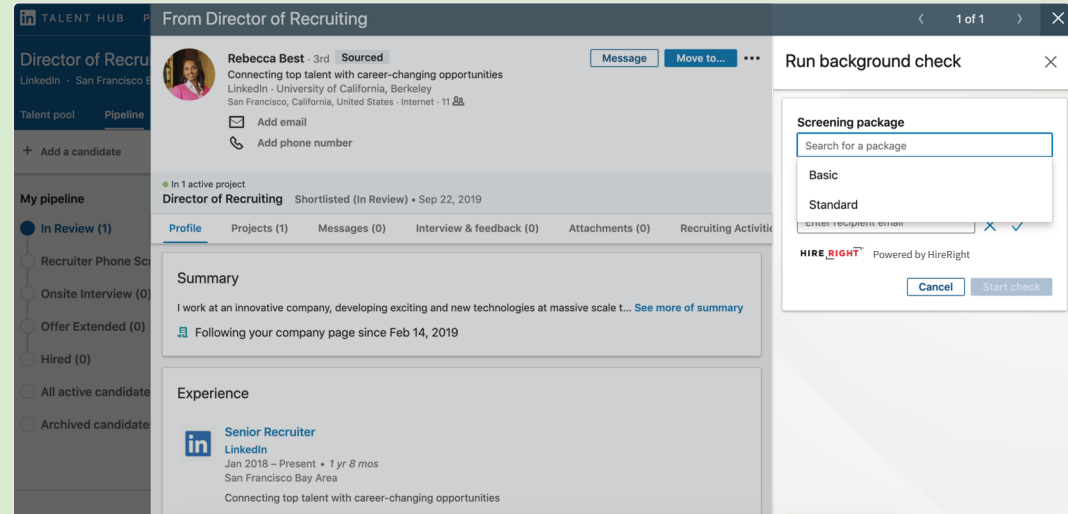 in TALENT HUB P
From Director of Recruiting
1 of 1
Director of Recrui
LinkedIn · San Francisco B
Talent pool Pipeline
+ Add a candidate
My pipeline
In Review (1)
Recruiter Phone Scr
Onsite Interview (0)
Offer Extended (0)
Hired (0)
All active candidate
Archived candidate
Rebecca Best · 3rd Sourced
Connecting top talent with career-changing opportunities
LinkedIn · University of California, Berkeley
San Francisco, California, United States · Internet · 11
Add email
Add phone number
Message Move to...
In 1 active project
Director of Recruiting Shortlisted (In Review) • Sep 22, 2019
Profile Projects (1) Messages (0) Interview & feedback (0) Attachments (0) Recruiting Activitie
Summary
I work at an innovative company, developing exciting and new technologies at massive scale t... See more of summary
Following your company page since Feb 14, 2019
Experience
in
Senior Recruiter
LinkedIn
Jan 2018 – Present • 1 yr 8 mos
San Francisco Bay Area
Connecting top talent with career-changing opportunities
Run background check
Screening package
Search for a package
Basic
Standard
Enter recipient email
HIRERIGHT Powered by HireRight
Cancel Start check